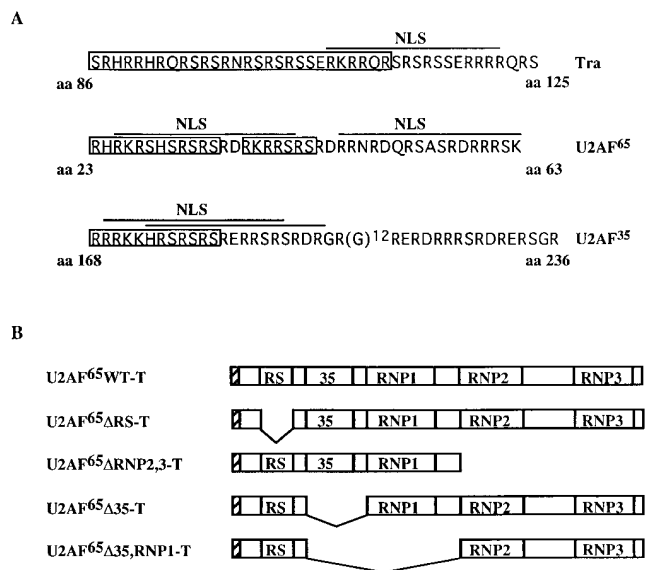 A
NLS
SRHRRHRQRSRSRNRSRSRSSERKRRQRSRSRSSERRRRQRS Tra
aa 86 aa 125
NLS NLS
RHRKRSHSRSRSRDRKRRSRSRDRRNRDQRSASRDRRRSK U2AF65
aa 23 aa 63
NLS
RRRKKHRSRSRSRERRSRSRDRGR(G)12RERDRRRSRDRERSGR U2AF35
aa 168 aa 236
B
U2AF65WT-T RS 35 RNP1 RNP2 RNP3
U2AF65ΔRS-T 35 RNP1 RNP2 RNP3
U2AF65ΔRNP2,3-T RS 35 RNP1
U2AF65Δ35-T RS RNP1 RNP2 RNP3
U2AF65Δ35,RNP1-T RS RNP2 RNP3